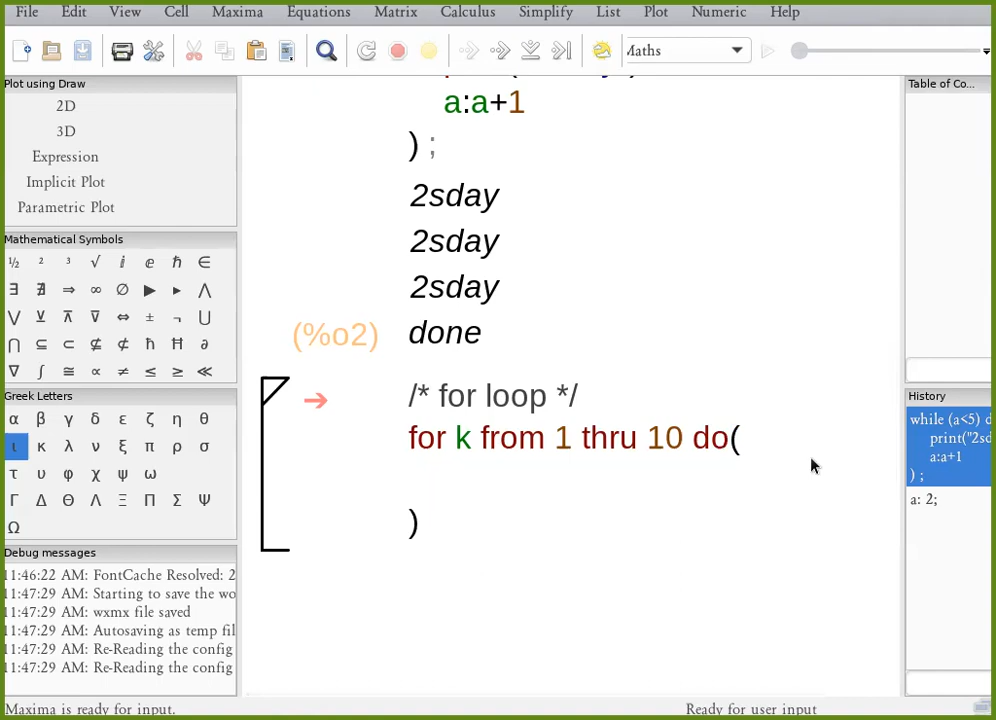 File Edit View Cell Maxima Equations Matrix Calculus Simplify List Plot Numeric Help
Maths
Plot using Draw
2D
3D
Expression
Implicit Plot
Parametric Plot
Mathematical Symbols
½ ² ³ √ ⅈ ⅇ ℏ ∈
∃ ∄ ⇒ ∞ ∅ ▶ ▸ ⋀
⋁ ⊻ ⊼ ⊽ ⇔ ± ¬ ⋃
⋂ ⊆ ⊂ ⊈ ⊄ ħ Ħ ∂
∇ ∫ ≅ ∝ ≠ ≤ ≥ ≪
Greek Letters
α β γ δ ε ζ η θ
ι κ λ ν ξ π ρ σ
τ υ φ χ ψ ω
Γ Δ Θ Λ Ξ Π Σ Ψ
Ω
Debug messages
11:46:22 AM: FontCache Resolved: 2
11:47:29 AM: Starting to save the wo
11:47:29 AM: wxmx file saved
11:47:29 AM: Autosaving as temp fil
11:47:29 AM: Re-Reading the config
11:47:29 AM: Re-Reading the config
a:a+1
) ;
2sday
2sday
2sday
(%o2) done
/* for loop */
for k from 1 thru 10 do(
)
Table of Co...
History
while (a<5) d
print("2sd
a:a+1
) ;
a: 2;
Maxima is ready for input. Ready for user input